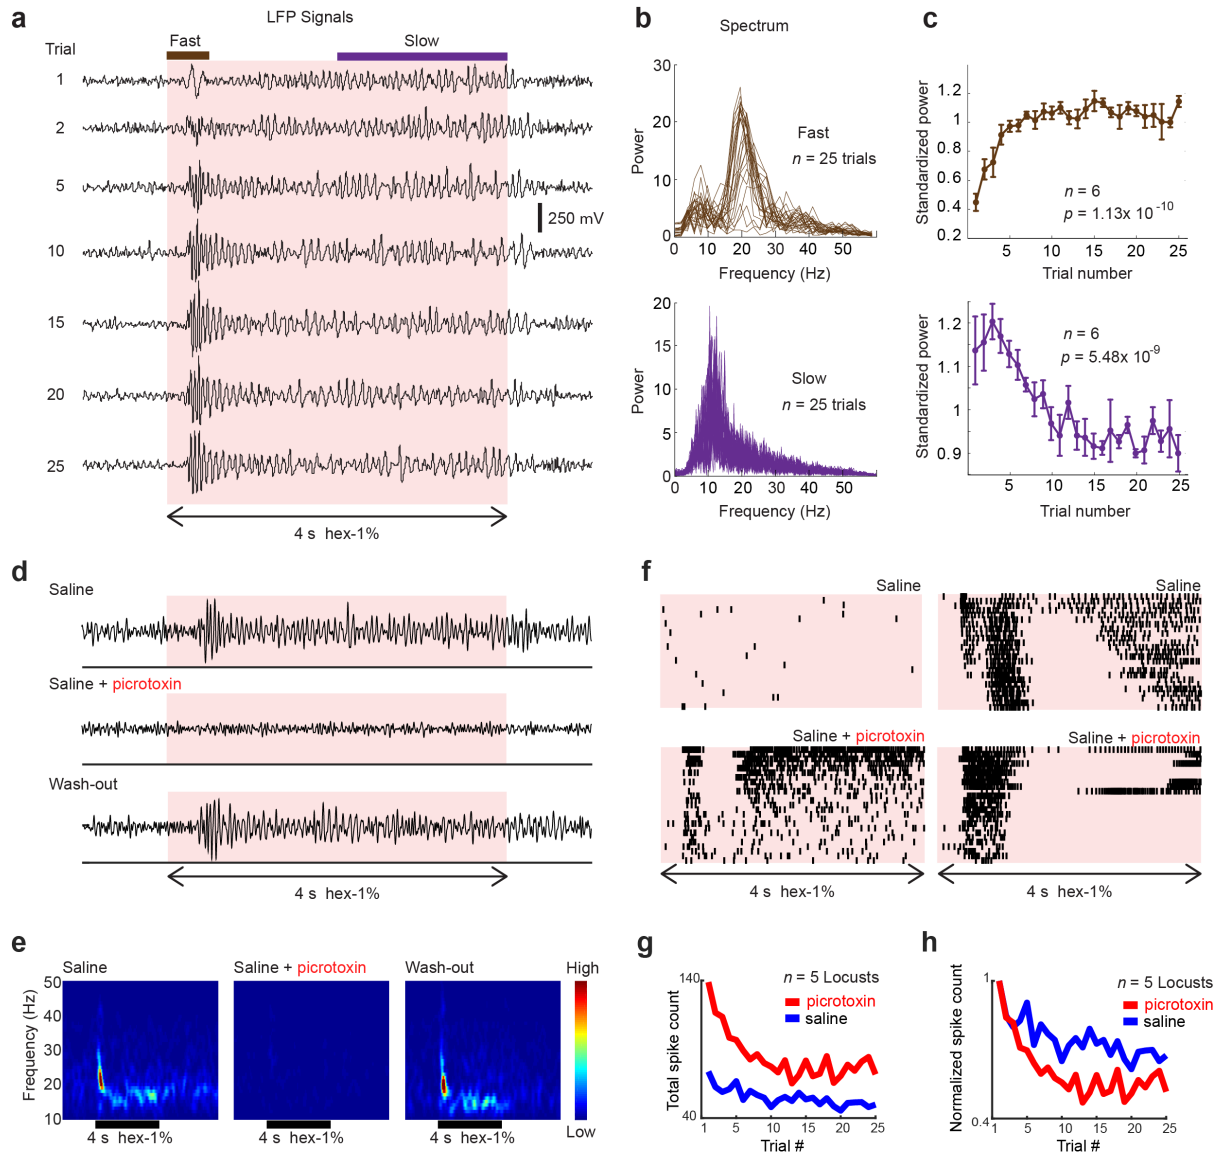 a
LFP Signals
Trial
Fast
Slow
1
2
5
10
15
20
25
250 mV
4 s hex-1%
b
Spectrum
30
20
10
0
Power
Fast
n = 25 trials
0 10 20 30 40 50
Frequency (Hz)
20
15
10
5
0
Power
Slow
n = 25 trials
0 10 20 30 40 50
Frequency (Hz)
c
1.2
1
0.8
0.6
0.4
0.2
Standardized power
n = 6
p = 1.13x 10 -10
5 10 15 20 25
Trial number
1.2
1.1
1
0.9
Standardized power
n = 6
p = 5.48x 10 -9
5 10 15 20 25
Trial number
d
Saline
Saline + picrotoxin
Wash-out
4 s hex-1%
e
Saline
Saline + picrotoxin
Wash-out
High
Low
50
40
30
20
10
Frequency (Hz)
4 s hex-1%
4 s hex-1%
4 s hex-1%
f
Saline
Saline
Saline + picrotoxin
Saline + picrotoxin
4 s hex-1%
4 s hex-1%
g
140
40
Total spike count
n = 5 Locusts
picrotoxin
saline
1 5 10 15 20 25
Trial #
h
1
0.4
Normalized spike count
n = 5 Locusts
picrotoxin
saline
1 5 10 15 20 25
Trial #